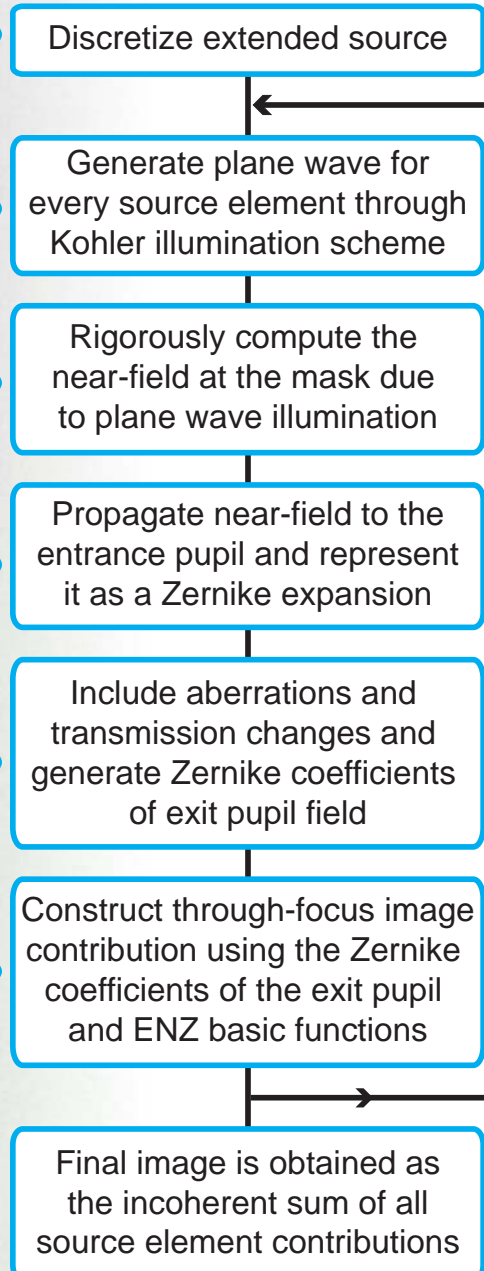 Discretize extended source
Generate plane wave for
every source element through
Kohler illumination scheme
Rigorously compute the
near-field at the mask due
to plane wave illumination
Propagate near-field to the
entrance pupil and represent
it as a Zernike expansion
Include aberrations and
transmission changes and
generate Zernike coefficients
of exit pupil field
Construct through-focus image
contribution using the Zernike
coefficients of the exit pupil
and ENZ basic functions
Final image is obtained as
the incoherent sum of all
source element contributions